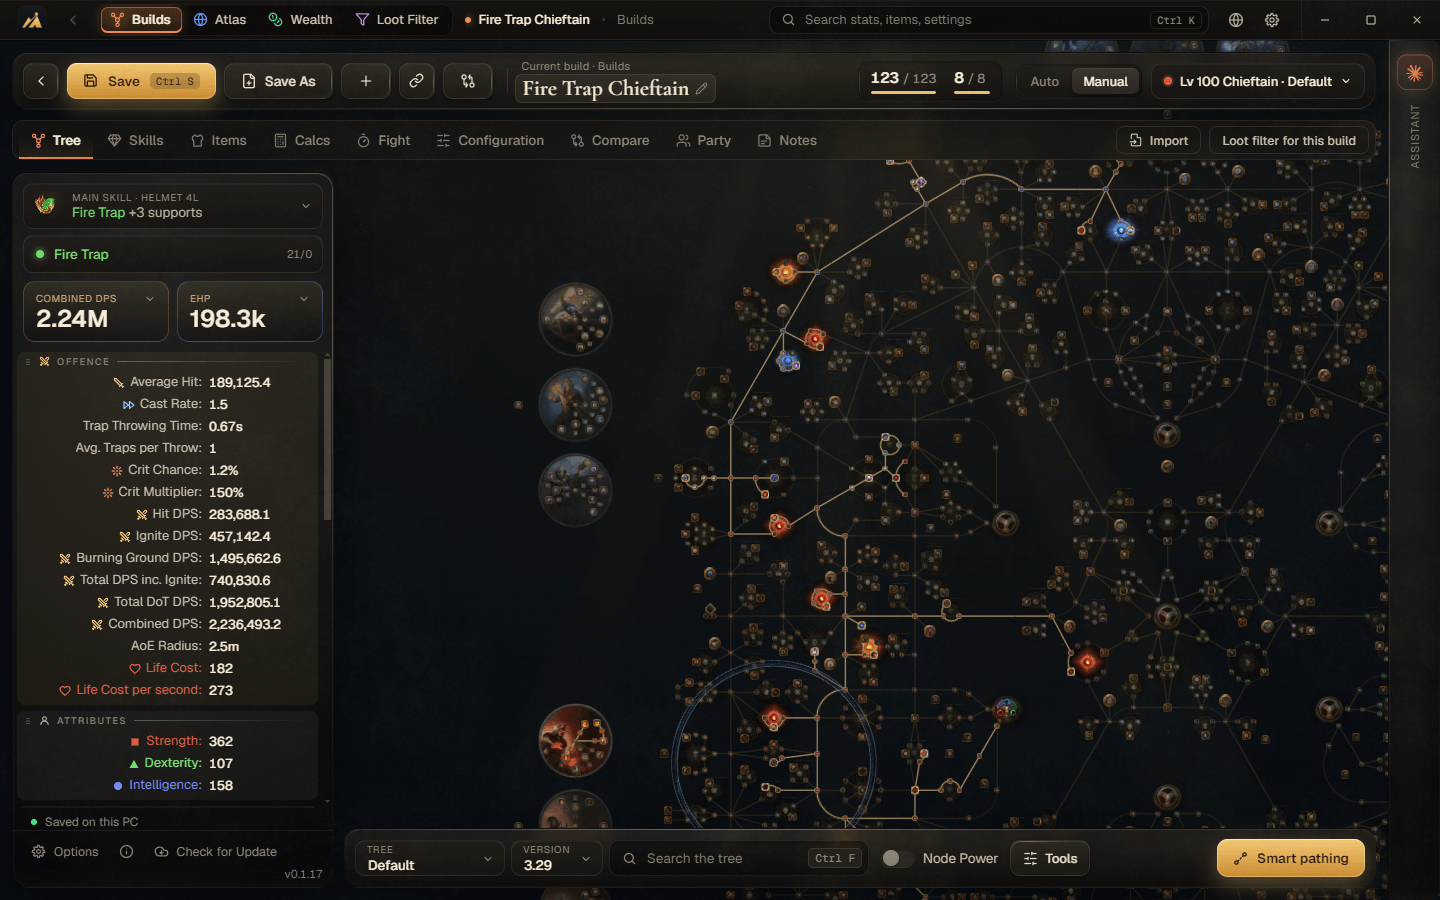 Builds
Atlas
Wealth
Loot Filter
Fire Trap Chieftain · Builds
Search stats, items, settings
Ctrl K
Save Ctrl S
Save As
Current build · Builds
Fire Trap Chieftain
123 / 123
8 / 8
Auto
Manual
Lv 100 Chieftain · Default
ASSISTANT
Tree
Skills
Items
Calcs
Fight
Configuration
Compare
Party
Notes
Import
Loot filter for this build
MAIN SKILL · HELMET 4L
Fire Trap +3 supports
Fire Trap 21/0
COMBINED DPS
2.24M
EHP
198.3k
OFFENCE
Average Hit: 189,125.4
Cast Rate: 1.5
Trap Throwing Time: 0.67s
Avg. Traps per Throw: 1
Crit Chance: 1.2%
Crit Multiplier: 150%
Hit DPS: 283,688.1
Ignite DPS: 457,142.4
Burning Ground DPS: 1,495,662.6
Total DPS inc. Ignite: 740,830.6
Total DoT DPS: 1,952,805.1
Combined DPS: 2,236,493.2
AoE Radius: 2.5m
Life Cost: 182
Life Cost per second: 273
ATTRIBUTES
Strength: 362
Dexterity: 107
Intelligence: 158
Saved on this PC
Options
Check for Update
v0.1.17
TREE
Default
VERSION
3.29
Search the tree
Ctrl F
Node Power
Tools
Smart pathing